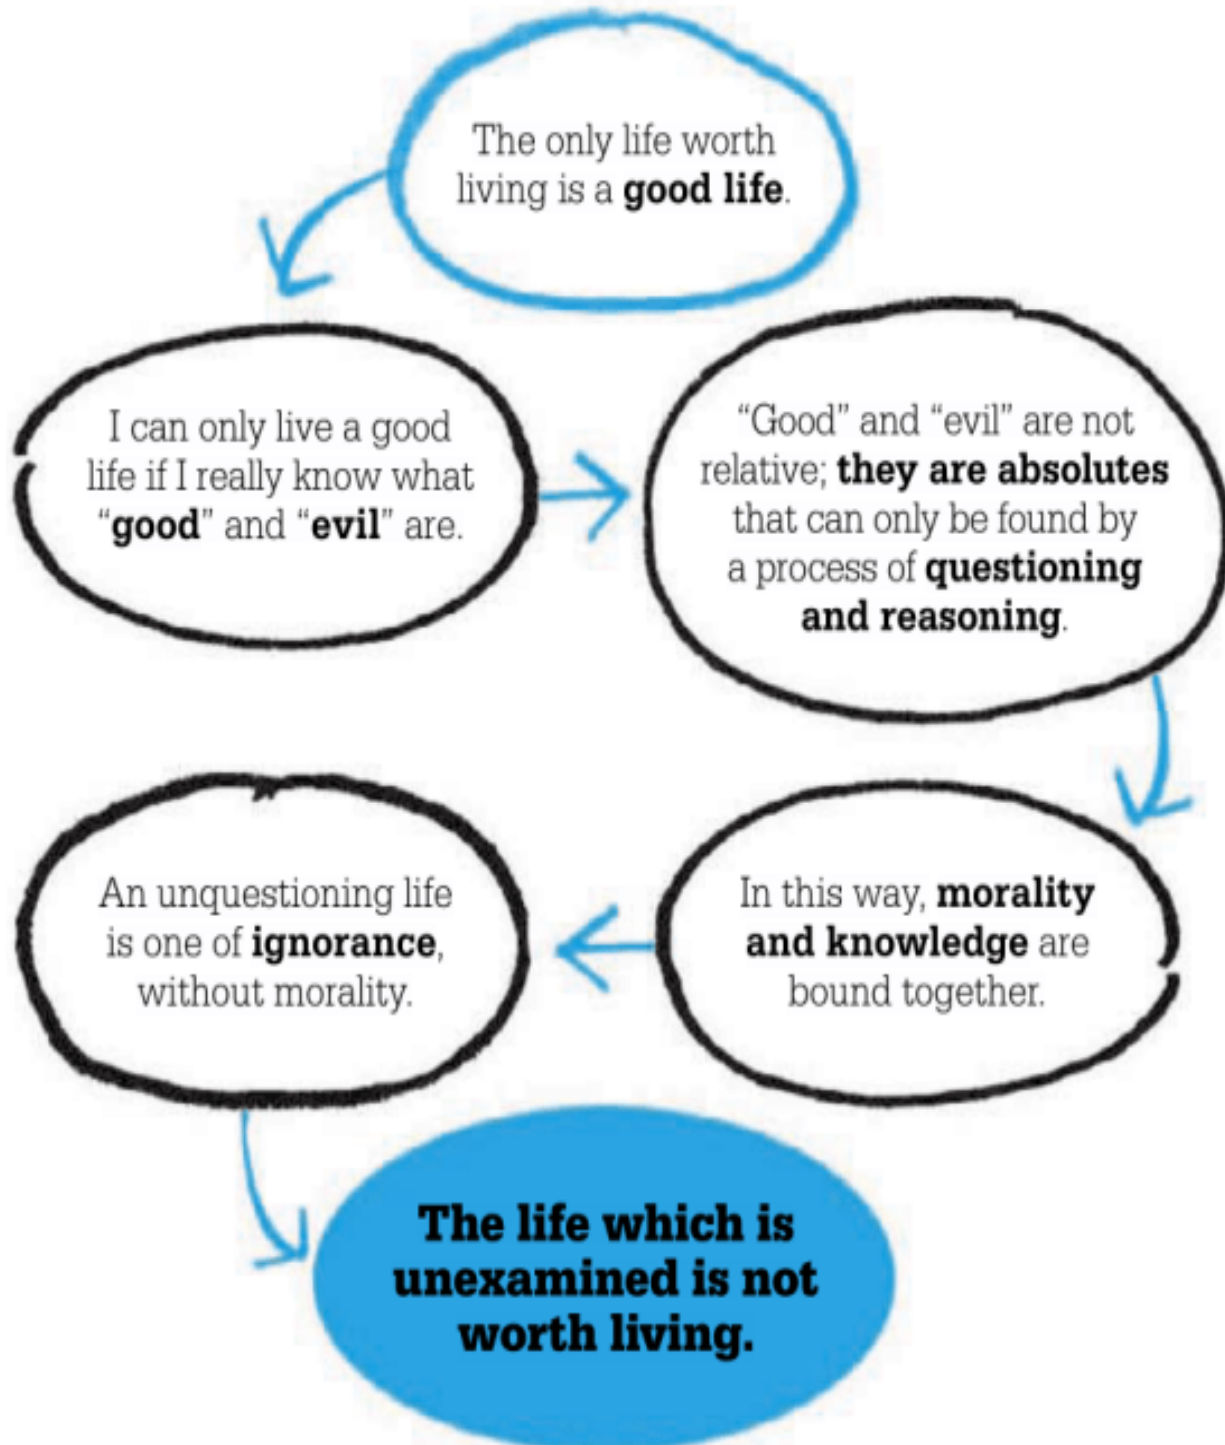 The only life worth
living is a good life.
I can only live a good
life if I really know what
“good” and “evil” are.
“Good” and “evil” are not
relative; they are absolutes
that can only be found by
a process of questioning
and reasoning.
In this way, morality
and knowledge are
bound together.
An unquestioning life
is one of ignorance,
without morality.
The life which is
unexamined is not
worth living.